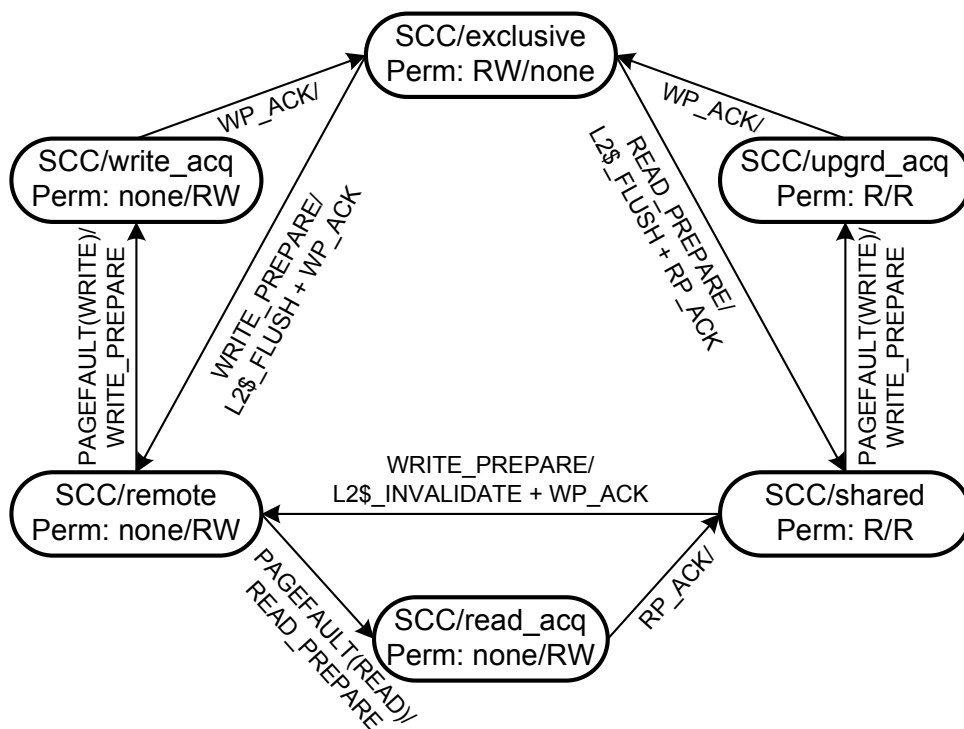 SCC/exclusive
Perm: RW/none
WP_ACK/
WP_ACK/
SCC/write_acq
Perm: none/RW
SCC/upgrd_acq
Perm: R/R
WRITE_PREPARE/
L2$_FLUSH + WP_ACK
READ_PREPARE/
L2$_FLUSH + RP_ACK
PAGEFAULT(WRITE)/
WRITE_PREPARE
PAGEFAULT(WRITE)/
WRITE_PREPARE
SCC/remote
Perm: none/RW
WRITE_PREPARE/
L2$_INVALIDATE + WP_ACK
SCC/shared
Perm: R/R
PAGEFAULT(READ)/
READ_PREPARE
SCC/read_acq
Perm: none/RW
RP_ACK/